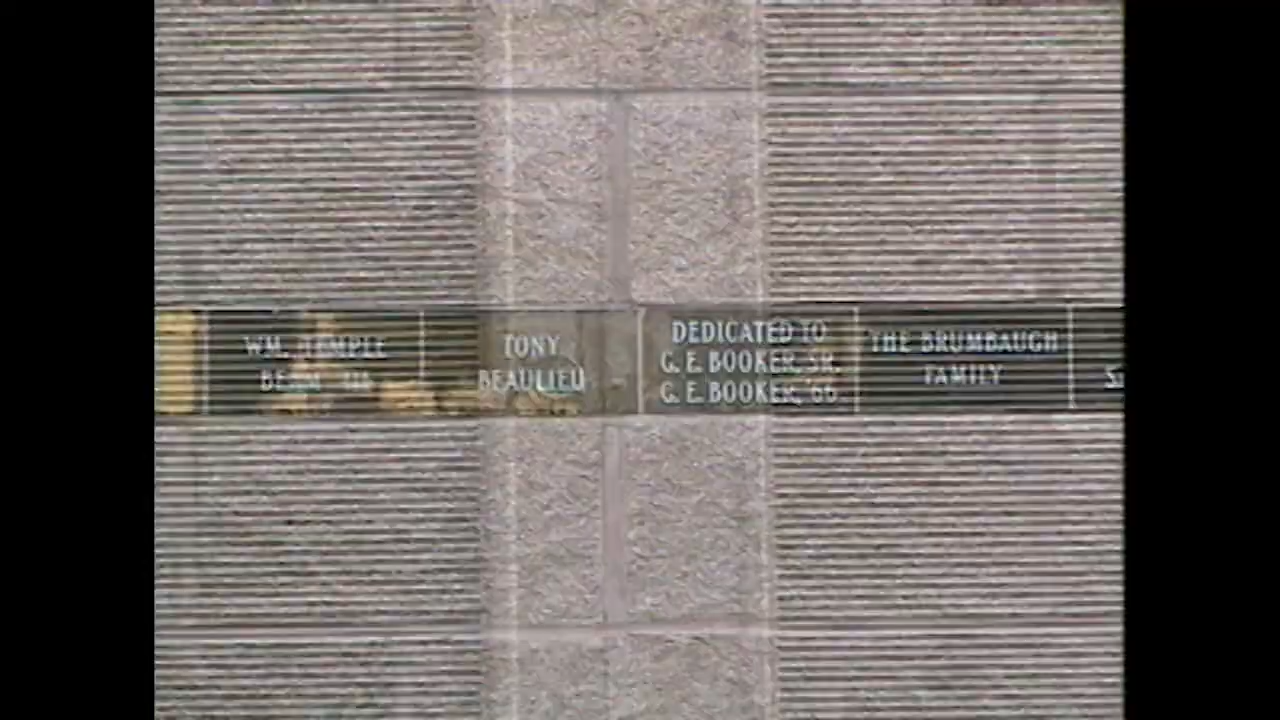 WM. TEMPLE
TONY
BEAULIEU
DEDICATED TO
G. E. BOOKER, SR.
G. E. BOOKER, '66
THE BRUMBAUGH
FAMILY